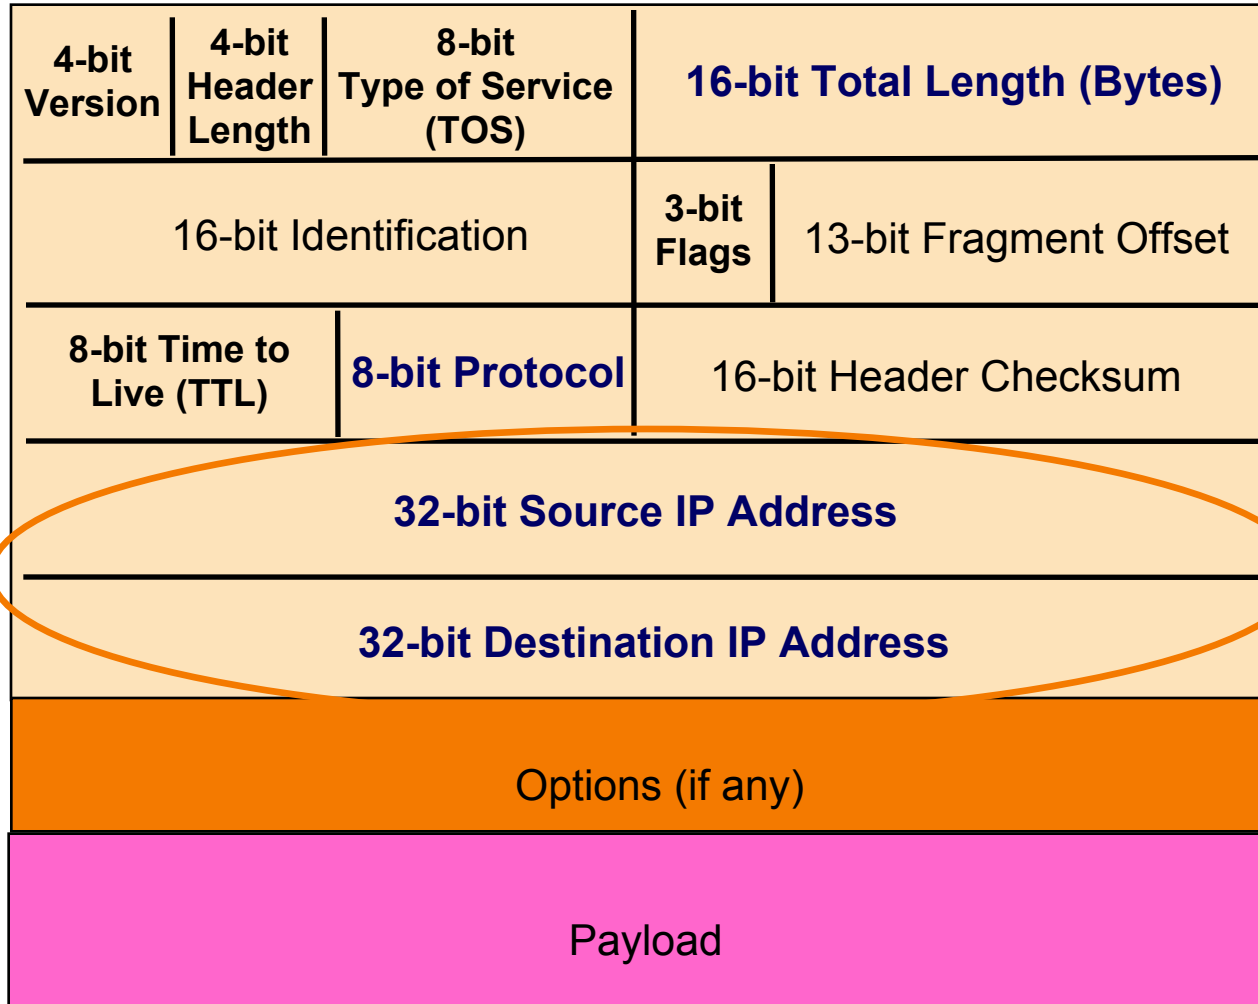 4-bit
Version
4-bit
Header
Length
8-bit
Type of Service
(TOS)
16-bit Total Length (Bytes)
16-bit Identification
3-bit
Flags
13-bit Fragment Offset
8-bit Time to
Live (TTL)
8-bit Protocol
16-bit Header Checksum
32-bit Source IP Address
32-bit Destination IP Address
Options (if any)
Payload